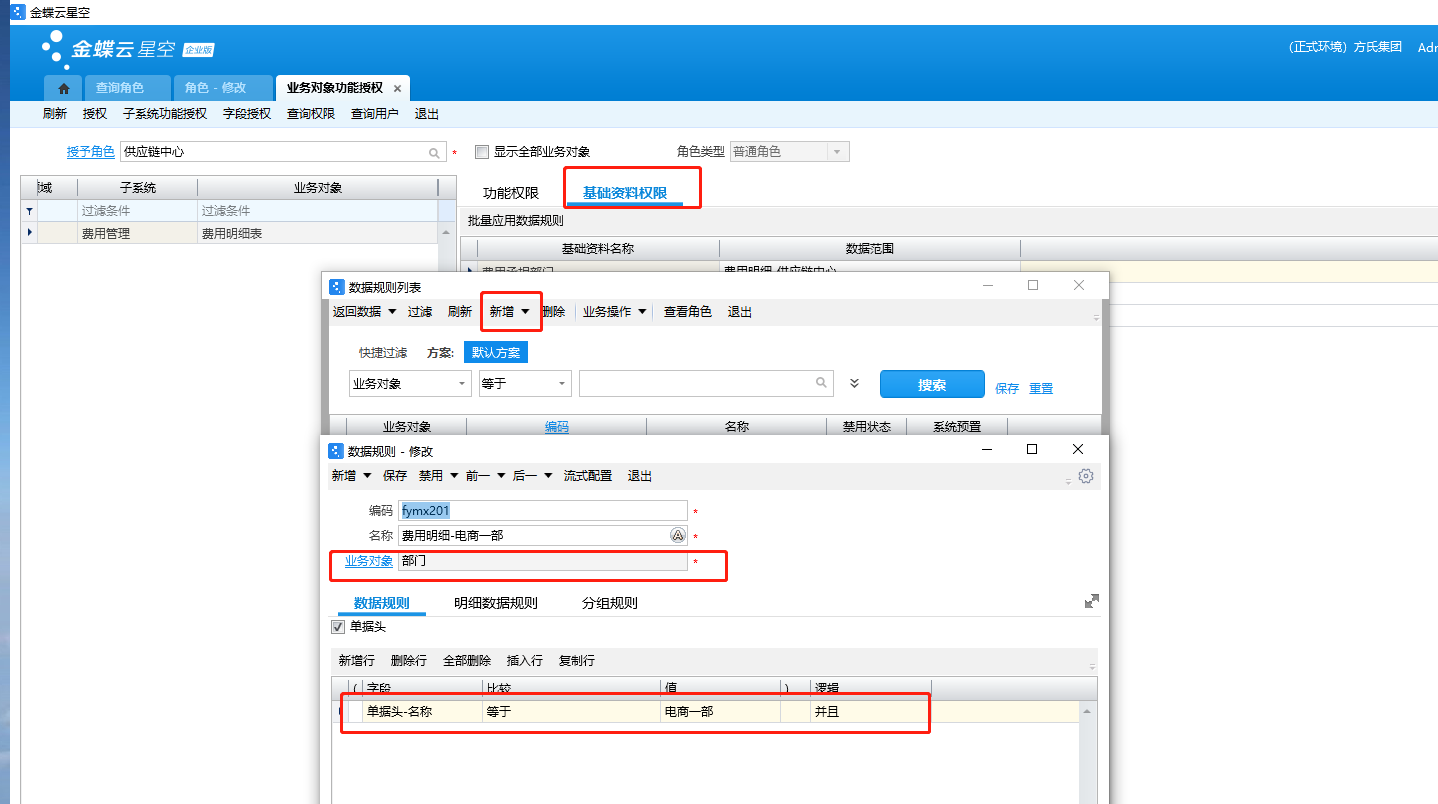 金蝶云星空
金蝶云 星空 企业版
(正式环境) 方氏集团 Adr
查询角色 角色 - 修改 业务对象功能授权 ×
刷新 授权 子系统功能授权 字段授权 查询权限 查询用户 退出
授予角色 供应链中心 * 显示全部业务对象 角色类型 普通角色
域 子系统 业务对象
功能权限 基础资料权限
过滤条件 过滤条件
批量应用数据规则
费用管理 费用明细表
基础资料名称 数据范围
费用承担部门 费用明细-供应链中心
数据规则列表
返回数据 过滤 刷新 新增 删除 业务操作 查看角色 退出
快捷过滤 方案: 默认方案
业务对象 等于 搜索 保存 重置
业务对象 编码 名称 禁用状态 系统预置
数据规则 - 修改
新增 保存 禁用 前一 后一 流式配置 退出
编码 fymx201 *
名称 费用明细-电商一部 *
业务对象 部门 *
数据规则 明细数据规则 分组规则
单据头
新增行 删除行 全部删除 插入行 复制行
( 字段 比较 值 ) 逻辑
单据头-名称 等于 电商一部 并且